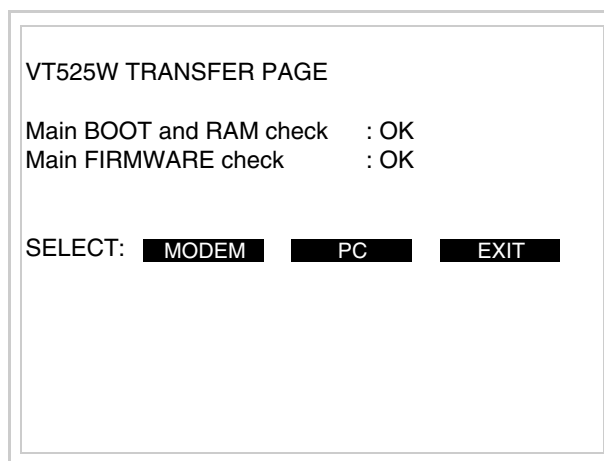 VT525W TRANSFER PAGE
Main BOOT and RAM check : OK
Main FIRMWARE check : OK
SELECT: MODEM PC EXIT